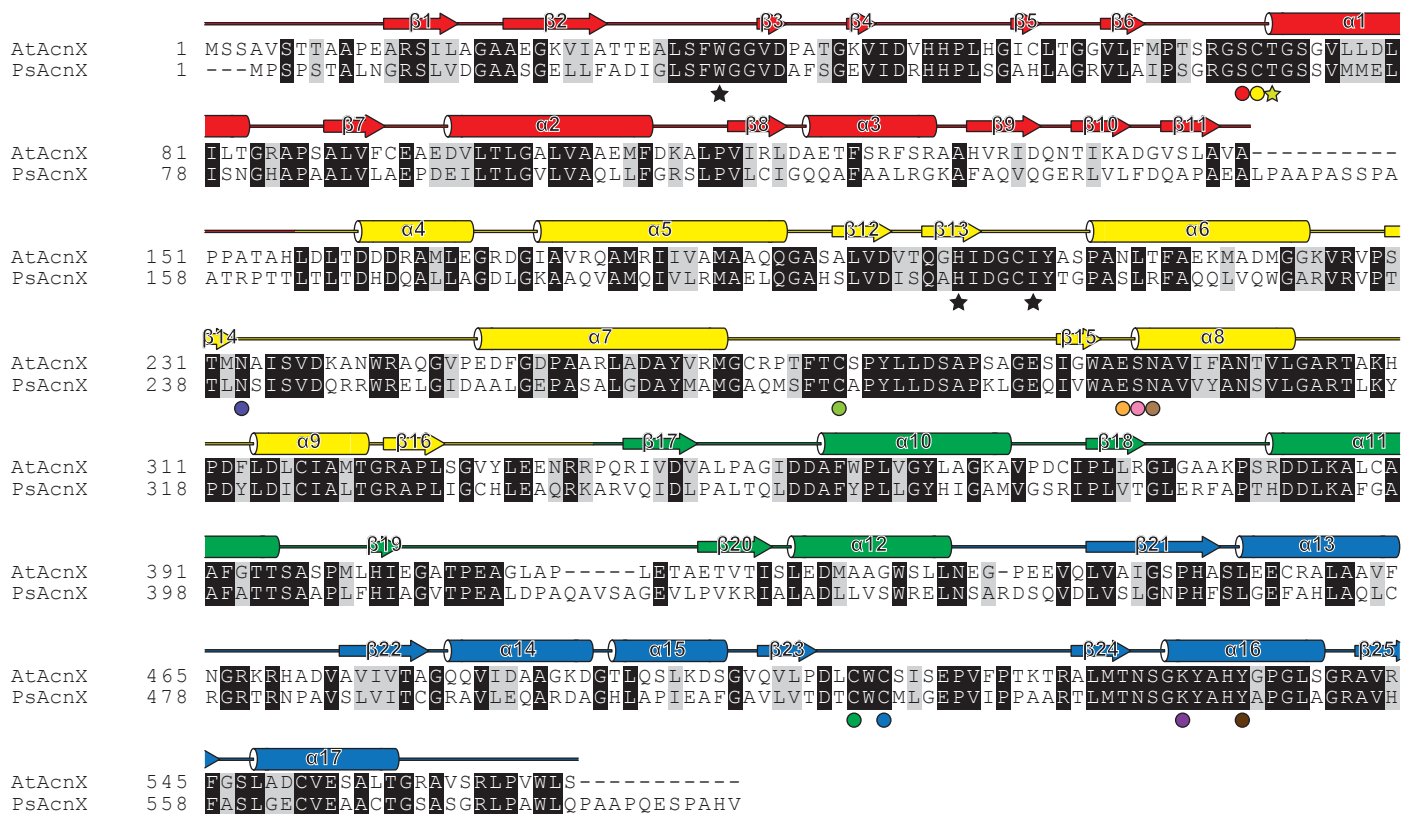 β1 β2 β3 β4 β5 β6 α1
AtAcnX 1 MSSAVSTTAAPEARSILAGAAEGKVIATTEALSFWGGVDPATGKVIDVHHPLHGICLTGGVLFMPTSRGSCTGSGVLLDL
PsAcnX 1 ---MPSPSTALNGRSLVDGAASGELLFADIGLSFWGGVDAFSGEVIDRHHPLSGAHLAGRVLAIPSGRGSCTGSSVMMEL
β7 α2 β8 α3 β9 β10 β11
AtAcnX 81 ILTGRAPSALVFCEAEDVLTLGALVAAEMFDKALPVIRLDAETFSRFSRAAHVRIDQNTIKADGVSLAVA----------
PsAcnX 78 ISNGHAPAALVLAEPDEILTLGVLVAQLLFGRSLPVLCIGQQAFAALRGKAFAQVQGERLVLFDQAPAEALPAAPASSPA
α4 α5 β12 β13 α6
AtAcnX 151 PPATAHLDLTDDDRAMLEGRDGIAVRQAMRIIVAMAAQQGASALVDVTQGHIDGCIYASPANLTFAEKMADMGGKVRVPS
PsAcnX 158 ATRPTTLTLTDHDQALLAGDLGKAAQVAMQIVLRMAELQGAHSLVDISQAHIDGCIYTGPASLRFAQQLVQWGARVRVPT
β14 α7 β15 α8
AtAcnX 231 TMNAISVDKANWRAQGVPEDFGDPAARLADAYVRMGCRPTFTCSPYLLDSAPSAGESIGWAESNAVIFANTVLGARTAKH
PsAcnX 238 TLNSISVDQRRWRELGIDAALGEPASALGDAYMAMGAQMSFTCAPYLLDSAPKLGEQIVWAESNAVVYANSVLGARTLKY
α9 β16 β17 α10 β18 α11
AtAcnX 311 PDFLDLCIAMTGRAPLSGVYLEENRRPQRIVDVALPAGIDDAFWPLVGYLAGKAVPDCIPLLRGLGAAKPSRDDLKALCA
PsAcnX 318 PDYLDICIALTGRAPLIGCHLEAQRKARVQIDLPALTQLDDAFYPLLGYHIGAMVGSRIPLVTGLERFAPTHDDLKAFGA
β19 β20 α12 β21 α13
AtAcnX 391 AFGTTSASPMLHIEGATPEAGLAP-----LETAETVTISLEDMAAGWSLLNEG-PEEVQLVAIGSPHASLEECRALAAVF
PsAcnX 398 AFATTSAAPLFHIAGVTPEALDPAQAVSAGEVLPVKRIALADLLVSWRELNSARDSQVDLVSLGNPHFSLGEFAHLAQLC
β22 α14 α15 β23 β24 α16 β25
AtAcnX 465 NGRKRHADVAVIVTAGQQVIDAAGKDGTLQSLKDSGVQVLPDLCWCSISEPVFPTKTRALMTNSGKYAHYGPGLSGRAVR
PsAcnX 478 RGRTRNPAVSLVITCGRAVLEQARDAGHLAPIEAFGAVLVTDTCWCMLGEPVIPPAARTLMTNSGKYAHYAPGLAGRAVH
α17
AtAcnX 545 FGSLADCVESALTGRAVSRLPVWLS-----------
PsAcnX 558 FASLGECVEAACTGSASGRLPAWLQPAAPQESPAHV